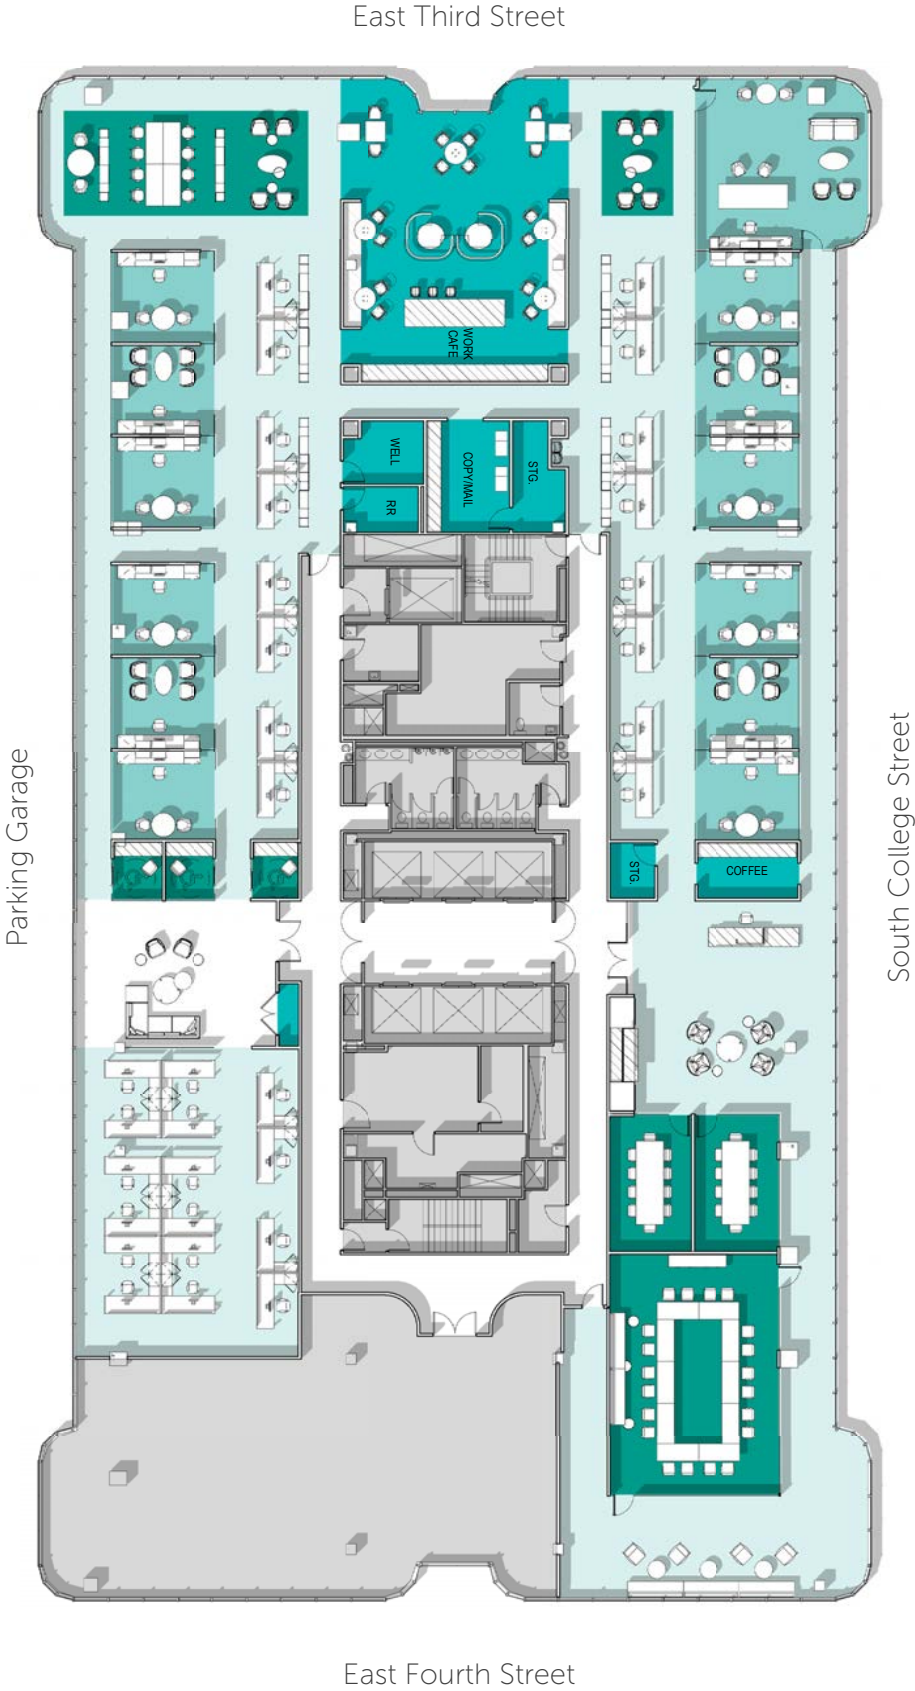 East Third Street
WORK
CAFE
WELL
COPY/MAIL
STG.
RR
STG.
COFFEE
Parking Garage
South College Street
East Fourth Street